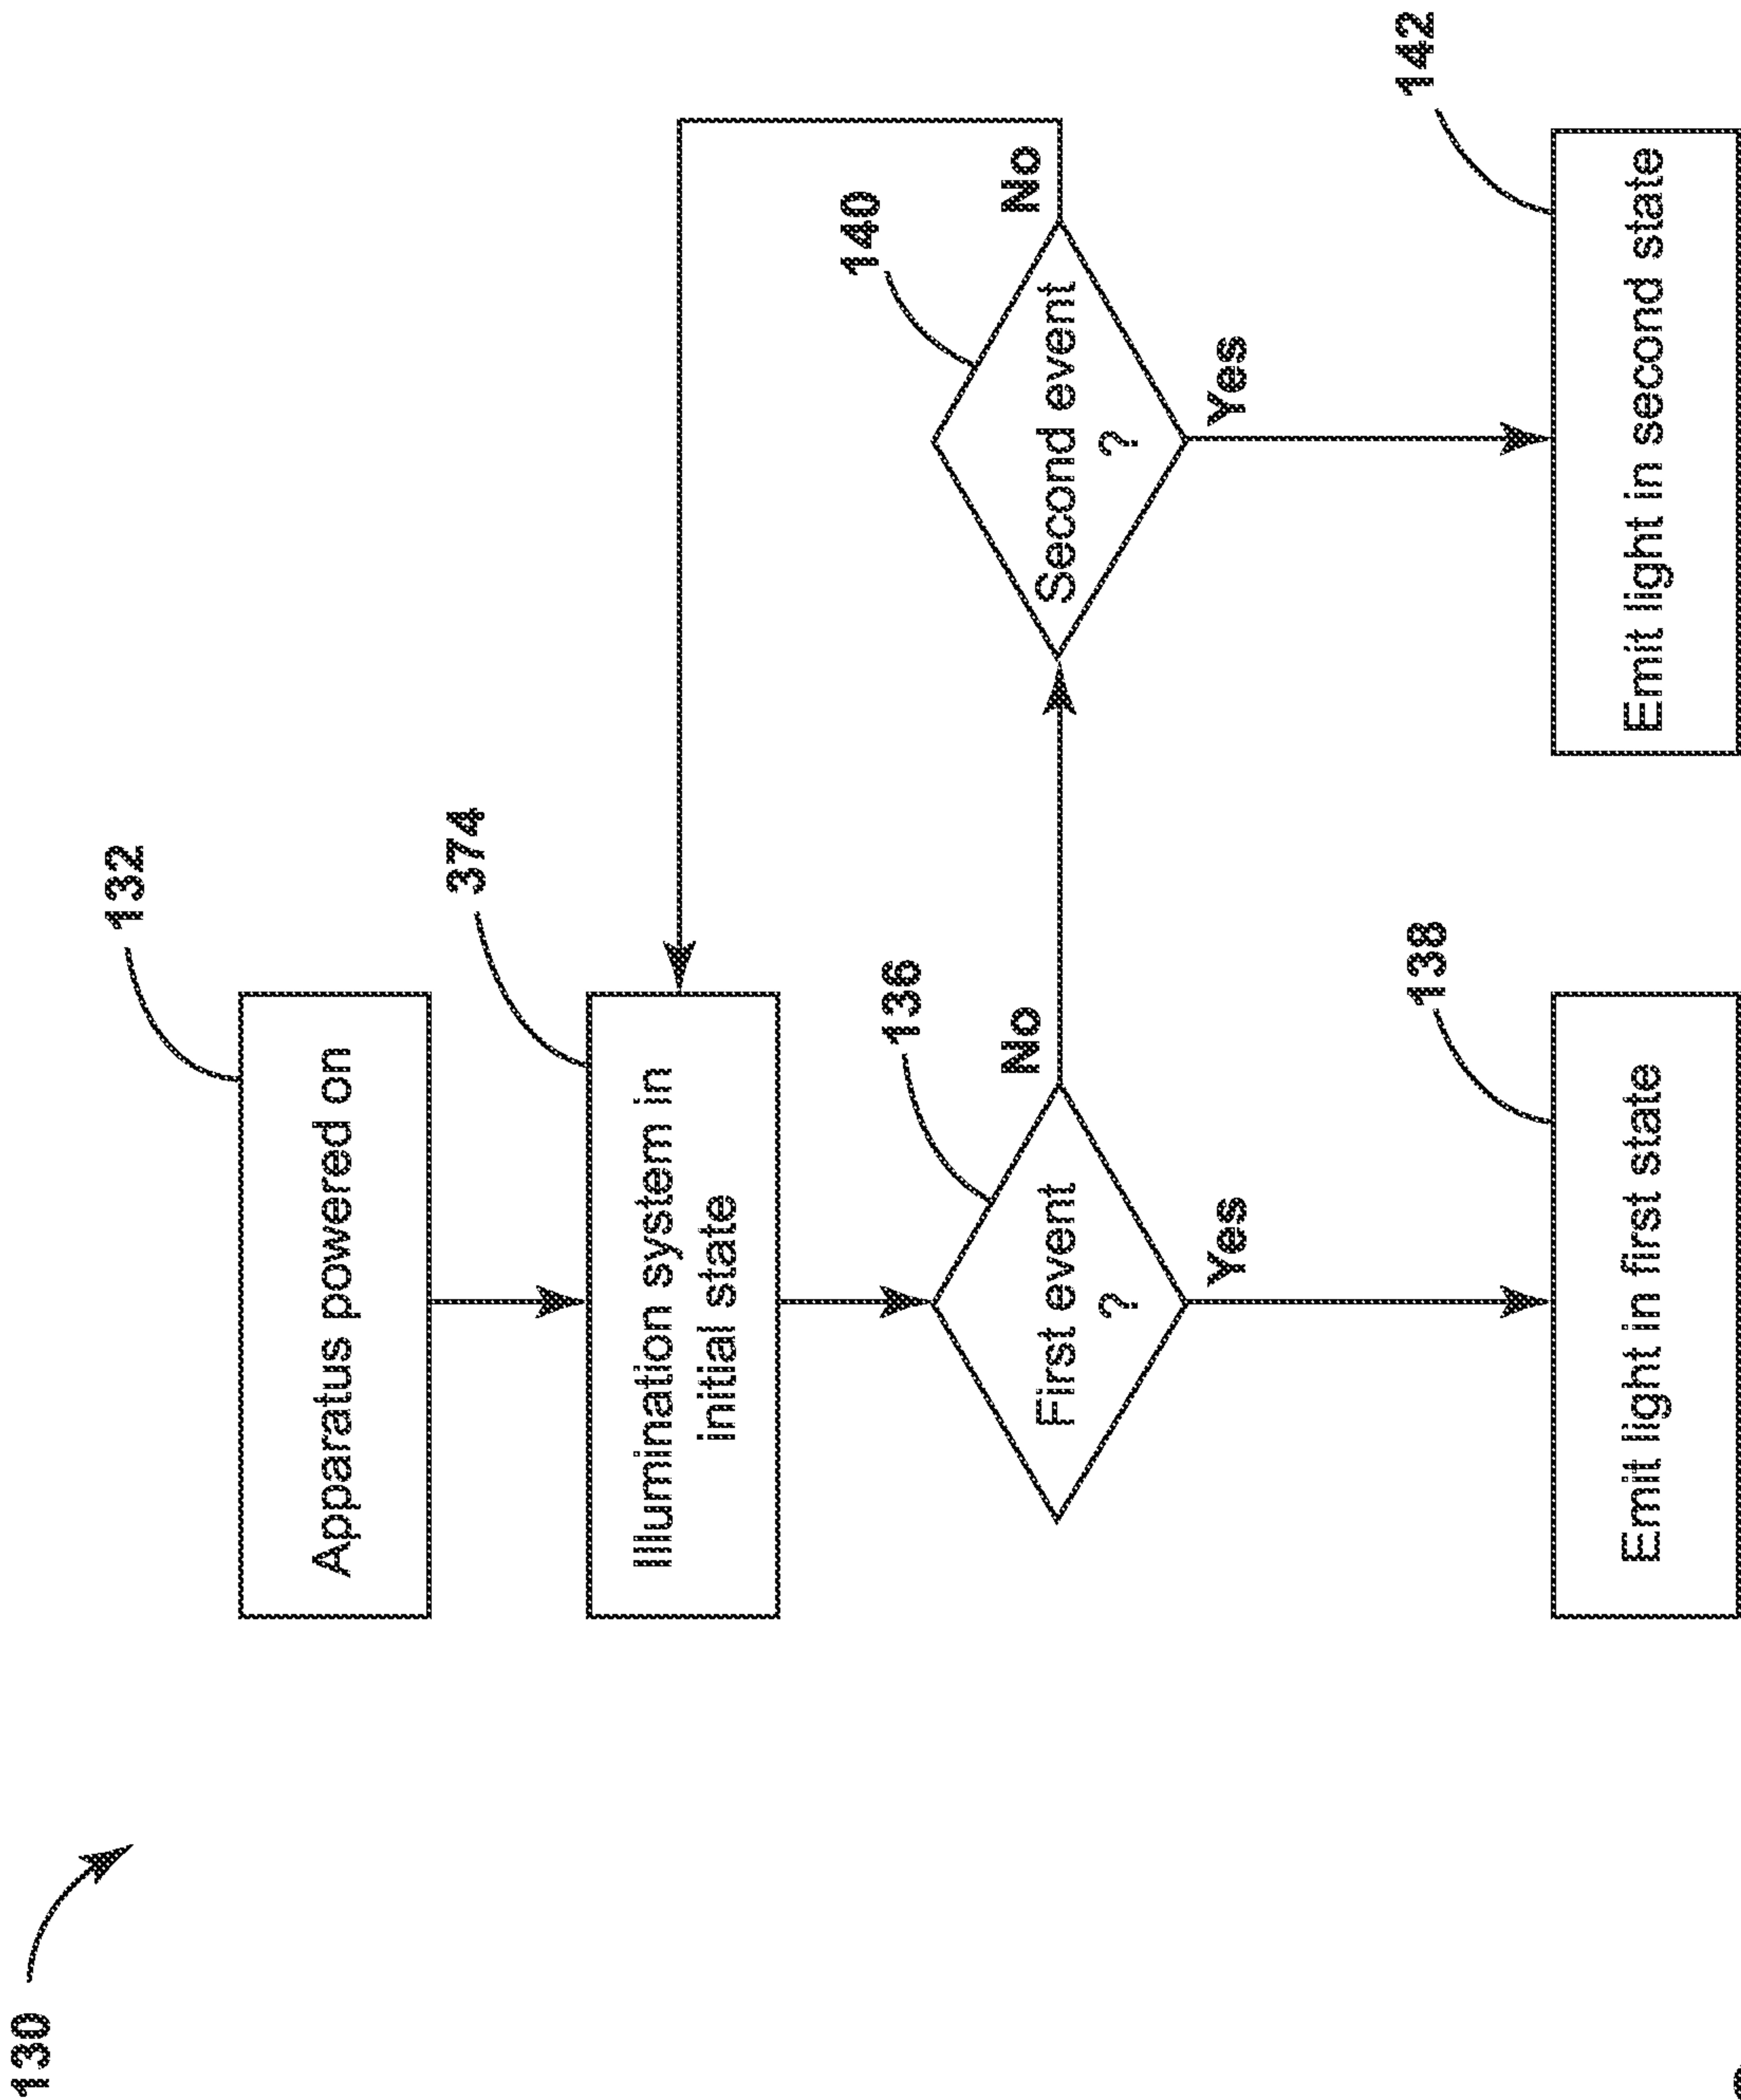 130
132
Apparatus powered on
374
Illumination system in
initial state
136
First event
?
No
Yes
140
Second event
?
No
Yes
138
Emit light in first state
142
Emit light in second state